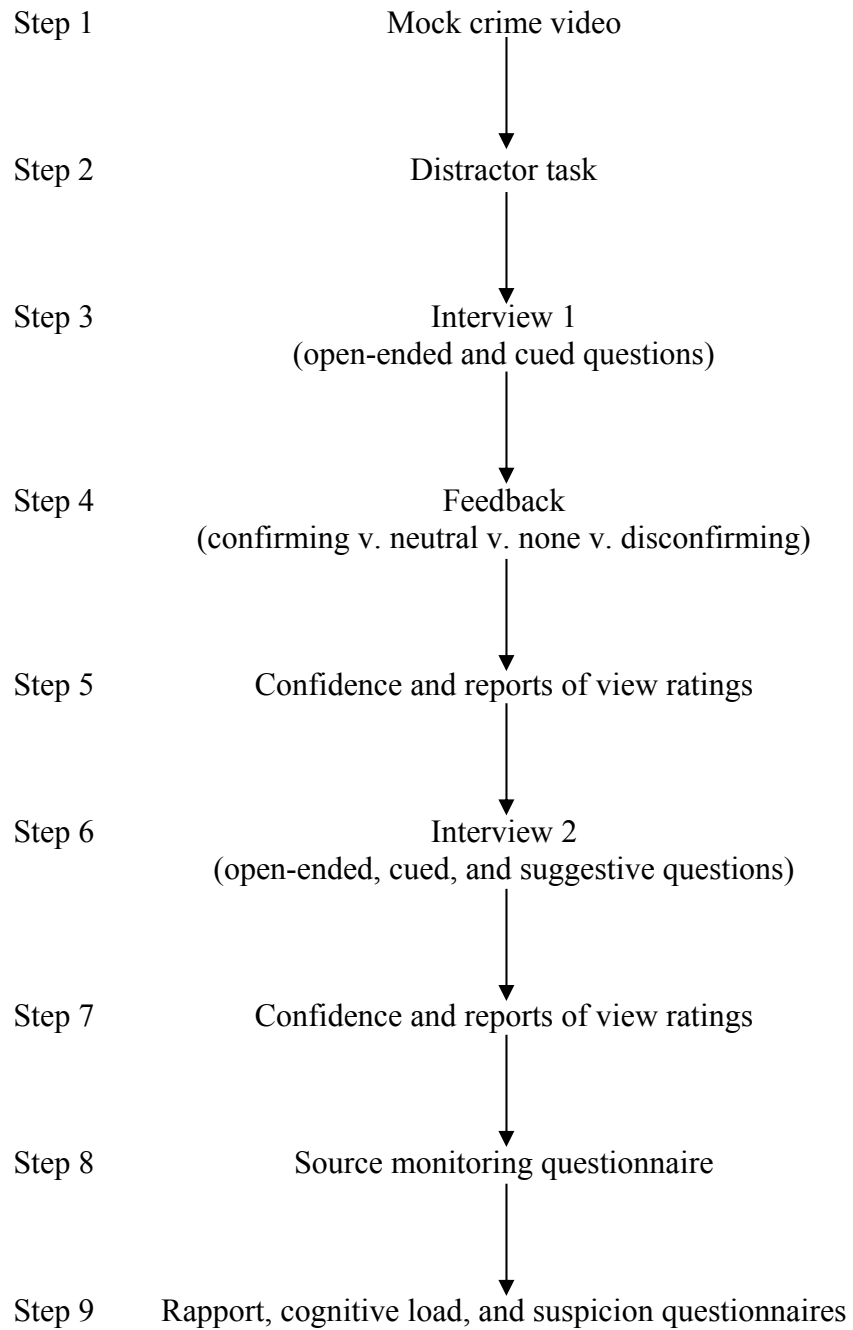 Step 1 Mock crime video
Step 2 Distractor task
Step 3 Interview 1
(open-ended and cued questions)
Step 4 Feedback
(confirming v. neutral v. none v. disconfirming)
Step 5 Confidence and reports of view ratings
Step 6 Interview 2
(open-ended, cued, and suggestive questions)
Step 7 Confidence and reports of view ratings
Step 8 Source monitoring questionnaire
Step 9 Rapport, cognitive load, and suspicion questionnaires